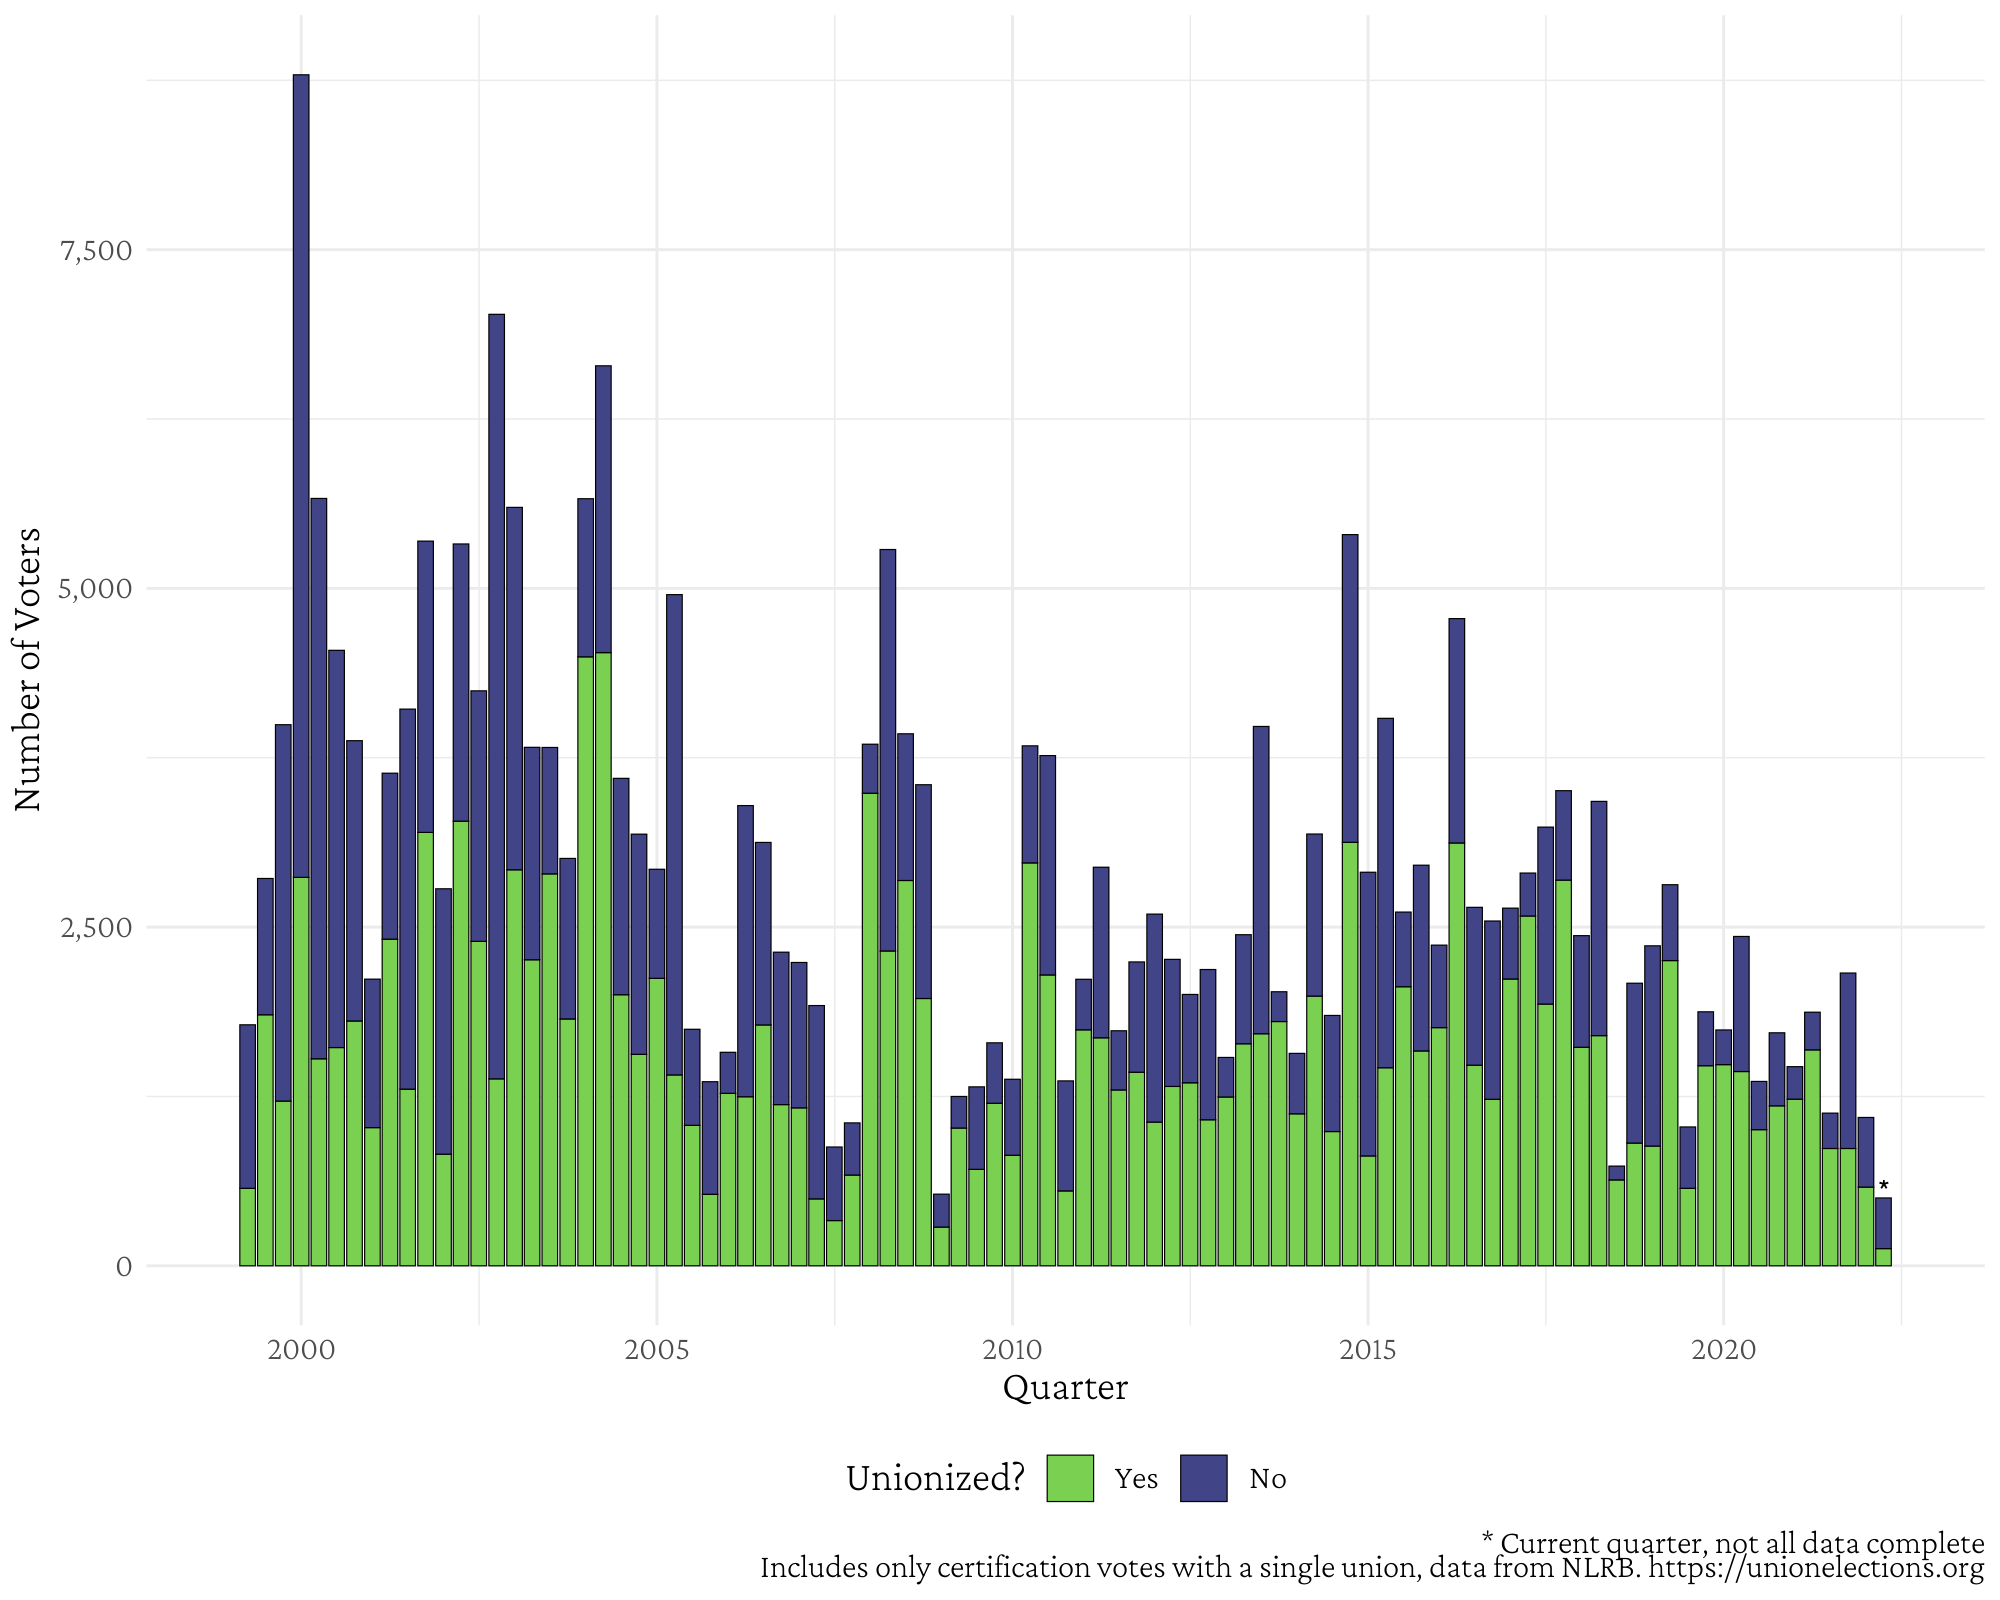 7,500
5,000
2,500
0
Number of Voters
2000 2005 2010 2015 2020
*
Quarter
Unionized? Yes No
* Current quarter, not all data complete
Includes only certification votes with a single union, data from NLRB. https://unionelections.org